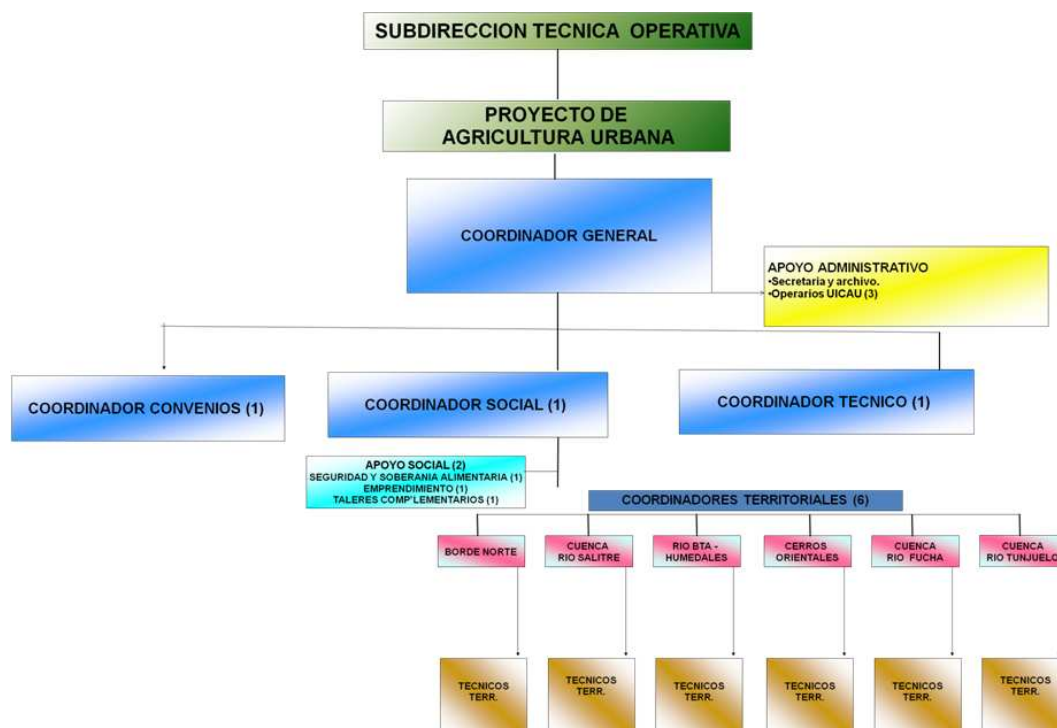 SUBDIRECCION TECNICA OPERATIVA
PROYECTO DE
AGRICULTURA URBANA
COORDINADOR GENERAL
APOYO ADMINISTRATIVO
•Secretaria y archivo.
•Operarios UICAU (3)
COORDINADOR CONVENIOS (1)
COORDINADOR SOCIAL (1)
COORDINADOR TECNICO (1)
APOYO SOCIAL (2)
SEGURIDAD Y SOBERANIA ALIMENTARIA (1)
EMPRENDIMIENTO (1)
TALERES COMP'LEMENTARIOS (1)
COORDINADORES TERRITORIALES (6)
BORDE NORTE
CUENCA
RIO SALITRE
RIO BTA -
HUMEDALES
CERROS
ORIENTALES
CUENCA
RIO FUCHA
CUENCA
RIO TUNJUELO
TECNICOS
TERR.
TECNICOS
TERR.
TECNICOS
TERR.
TECNICOS
TERR.
TECNICOS
TERR.
TECNICOS
TERR.